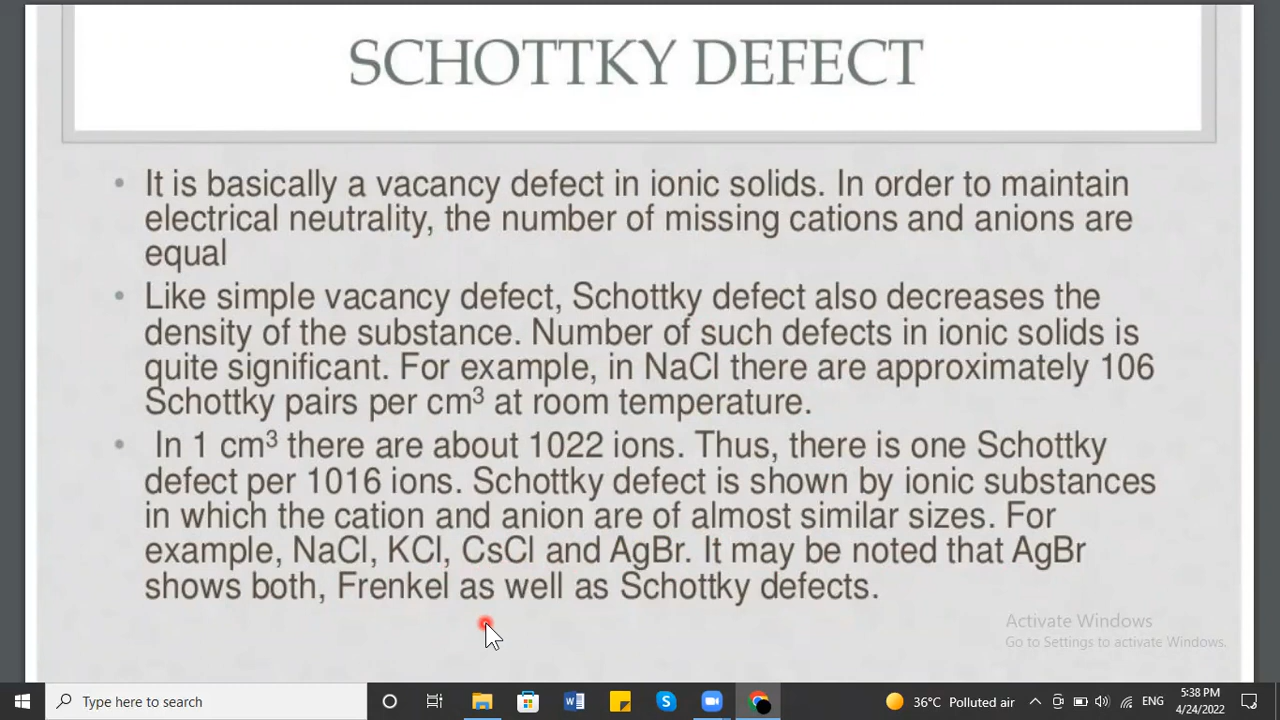 SCHOTTKY DEFECT
• It is basically a vacancy defect in ionic solids. In order to maintain
electrical neutrality, the number of missing cations and anions are
equal
• Like simple vacancy defect, Schottky defect also decreases the
density of the substance. Number of such defects in ionic solids is
quite significant. For example, in NaCl there are approximately 106
Schottky pairs per cm³ at room temperature.
• In 1 cm³ there are about 1022 ions. Thus, there is one Schottky
defect per 1016 ions. Schottky defect is shown by ionic substances
in which the cation and anion are of almost similar sizes. For
example, NaCl, KCl, CsCl and AgBr. It may be noted that AgBr
shows both, Frenkel as well as Schottky defects.
Activate Windows
Go to Settings to activate Windows.
Type here to search
36°C Polluted air
ENG
5:38 PM
4/24/2022